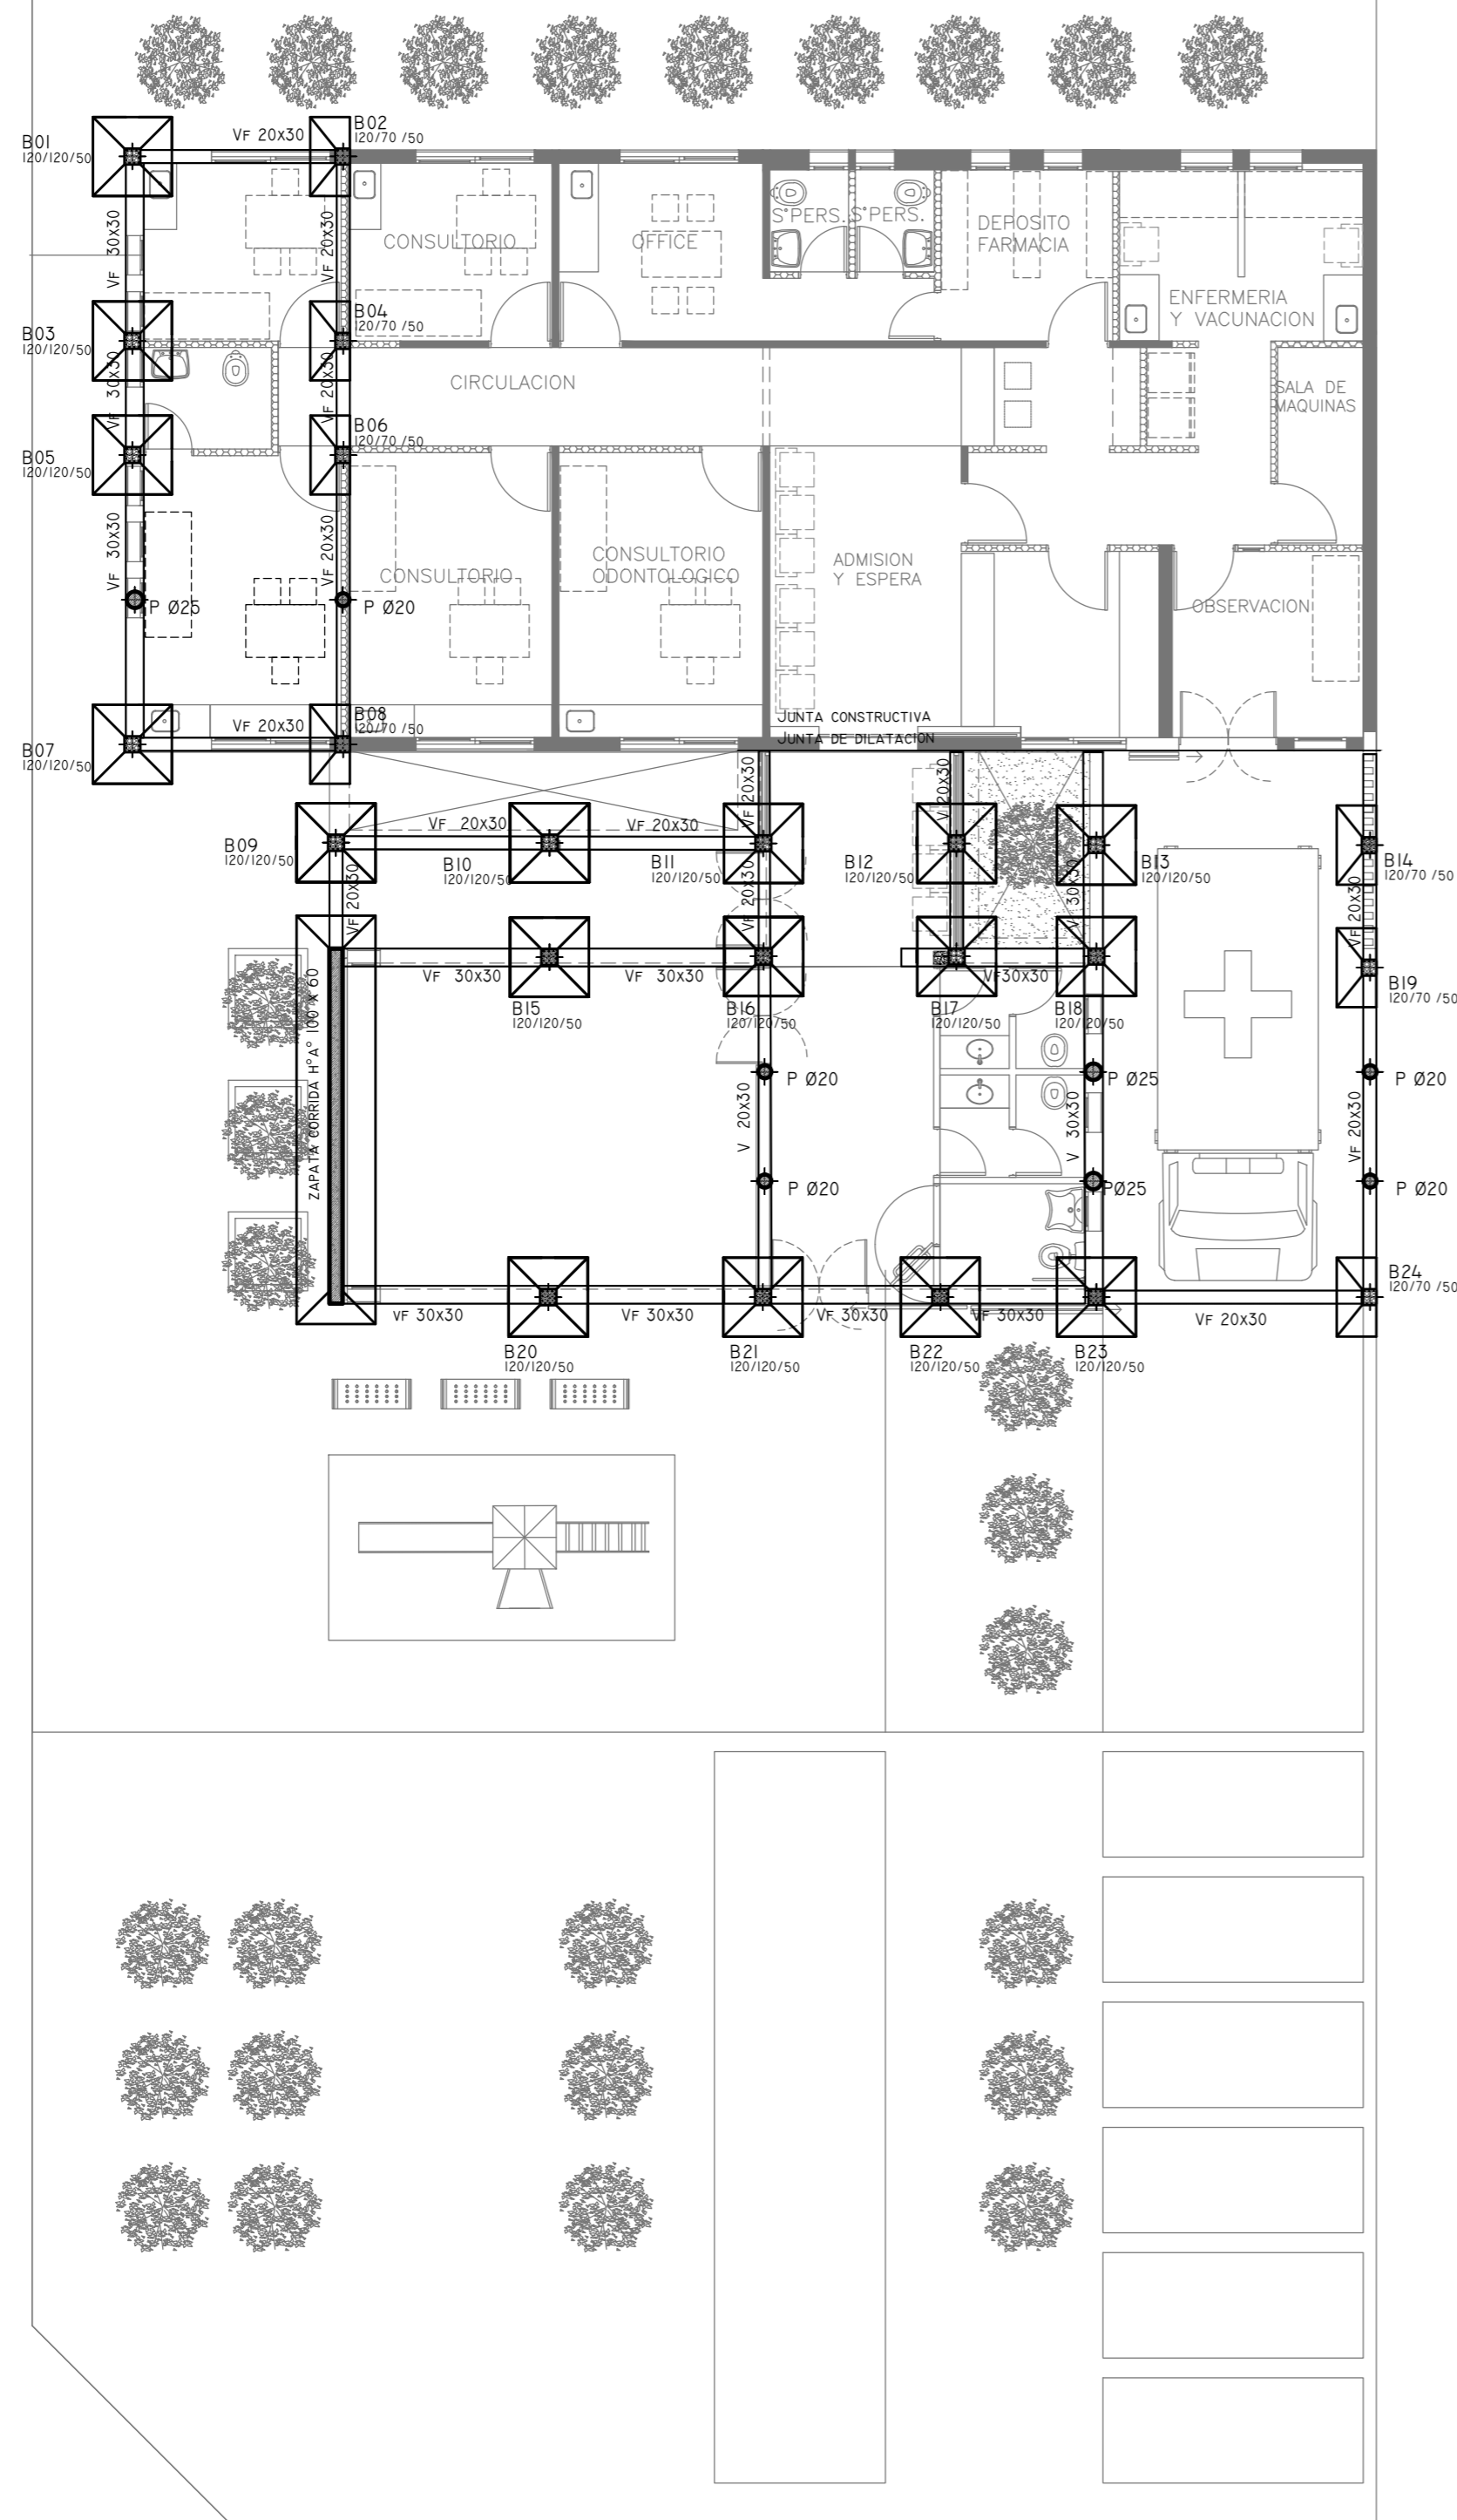 B01
120/120/50
VF 20x30
B02
120/70 /50
VF 30x30
VF 20x30
CONSULTORIO
OFFICE
S°PERS.
S°PERS.
DEPOSITO
FARMACIA
ENFERMERIA
Y VACUNACION
B03
120/120/50
B04
120/70 /50
VF 30x30
VF 20x30
CIRCULACION
SALA DE
MAQUINAS
B05
120/120/50
B06
120/70 /50
VF 30x30
VF 20x30
CONSULTORIO
CONSULTORIO
ODONTOLOGICO
ADMISION
Y ESPERA
OBSERVACION
P Ø25
P Ø20
B07
120/120/50
VF 20x30
B08
120/70 /50
JUNTA CONSTRUCTIVA
JUNTA DE DILATACION
VF 20x30
V 20x30
B09
120/120/50
VF 20x30
B10
120/120/50
VF 20x30
B11
120/120/50
B12
120/120/50
B13
120/120/50
B14
120/70 /50
VF 20x30
VF 20x30
V 30x30
VF 20x30
VF 30x30
VF 30x30
VF30x30
B15
120/120/50
B16
120/120/50
B17
120/120/50
B18
120/120/50
B19
120/70 /50
ZAPATA CORRIDA H°A° 100 X 60
P Ø20
P Ø25
P Ø20
V 20x30
V 30x30
VF 20x30
P Ø20
PØ25
P Ø20
VF 30x30
VF 30x30
VF 30x30
VF 30x30
VF 20x30
B24
120/70 /50
B20
120/120/50
B21
120/120/50
B22
120/120/50
B23
120/120/50